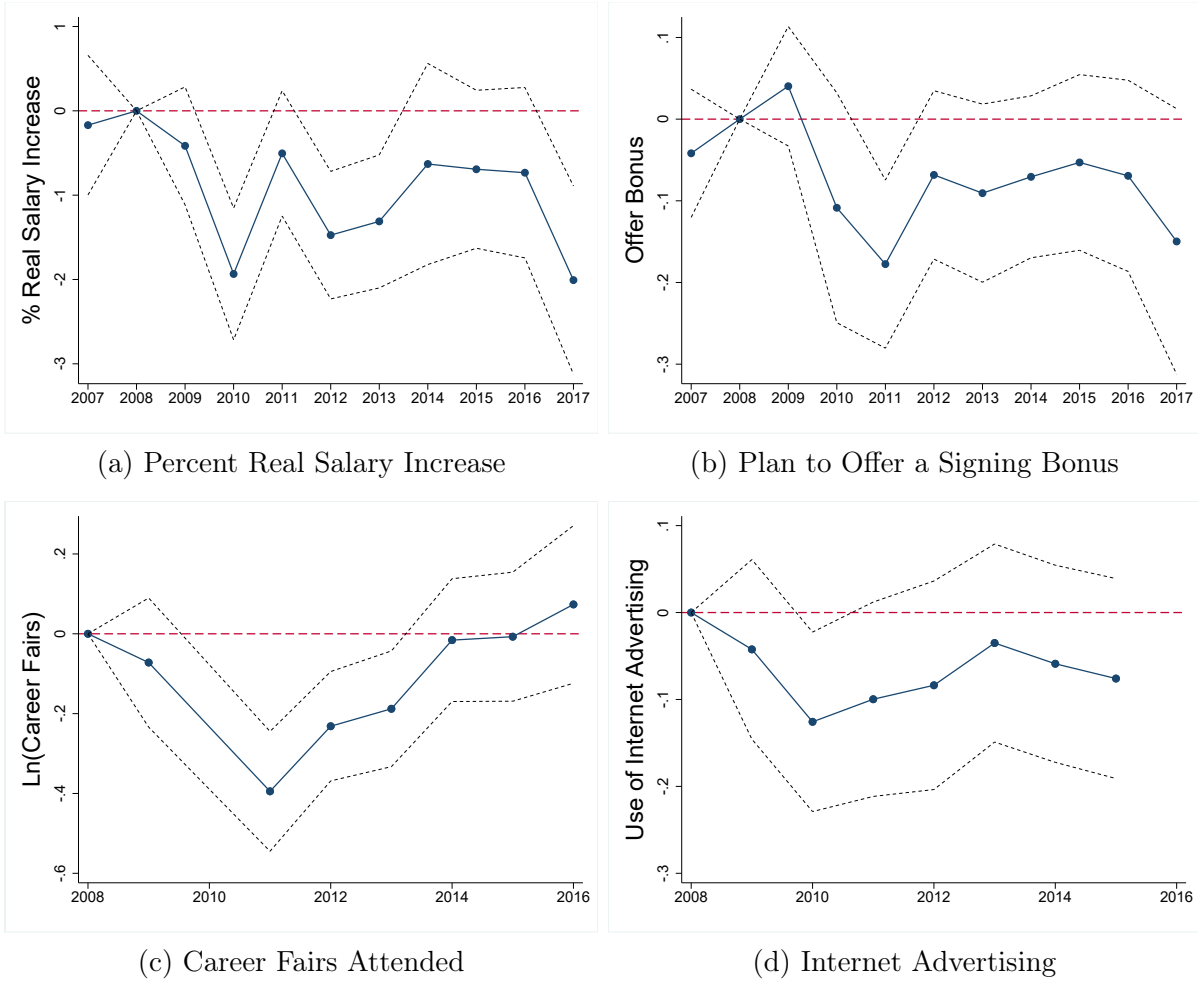 % Real Salary Increase
1
0
-1
-2
-3
2007 2008 2009 2010 2011 2012 2013 2014 2015 2016 2017
(a) Percent Real Salary Increase
Offer Bonus
.1
0
-.1
-.2
-.3
2007 2008 2009 2010 2011 2012 2013 2014 2015 2016 2017
(b) Plan to Offer a Signing Bonus
Ln(Career Fairs)
.2
0
-.2
-.4
-.6
2008 2010 2012 2014 2016
(c) Career Fairs Attended
Use of Internet Advertising
.1
0
-.1
-.2
-.3
2008 2010 2012 2014 2016
(d) Internet Advertising